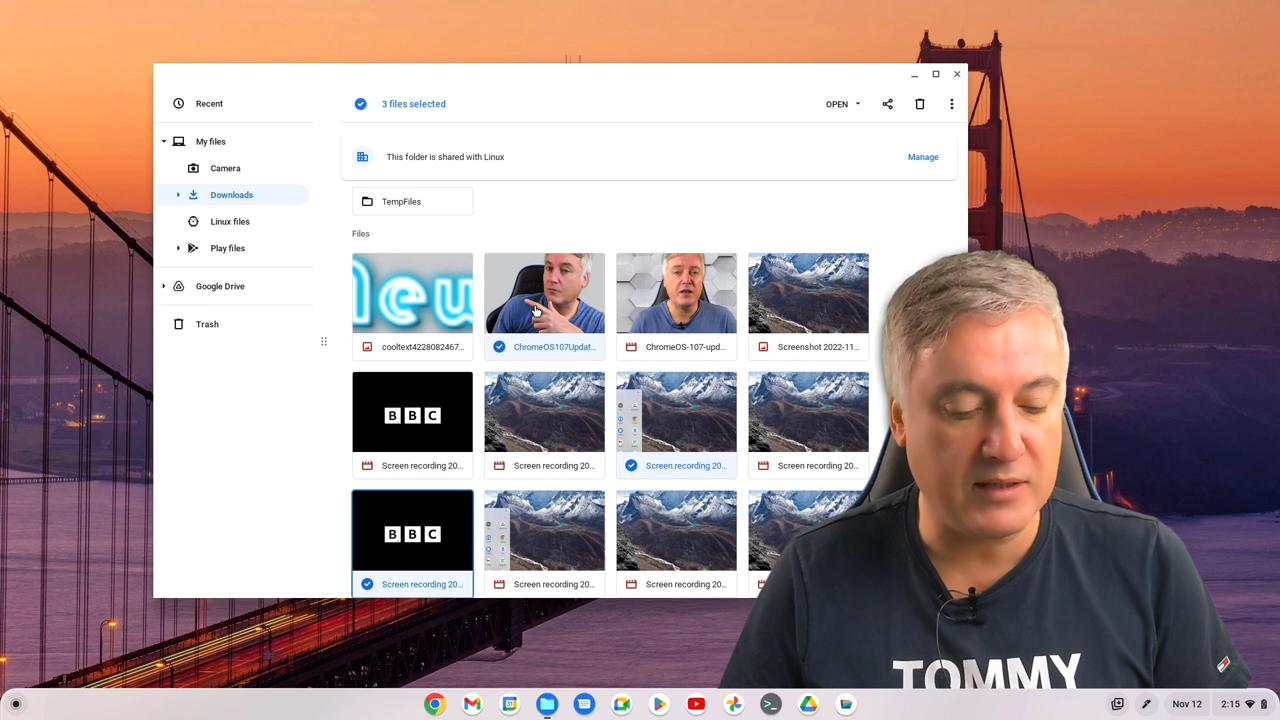 Recent
3 files selected
OPEN
My files
This folder is shared with Linux
Manage
Camera
Downloads
TempFiles
Linux files
Files
Play files
Google Drive
Trash
New
cooltext4228082467...
ChromeOS107Updat...
ChromeOS-107-upd...
Screenshot 2022-11...
BBC
Screen recording 20...
Screen recording 20...
Screen recording 20...
Screen recording 20...
BBC
Screen recording 20...
Screen recording 20...
Screen recording 20...
TOMMY
31
Nov 12
2:15